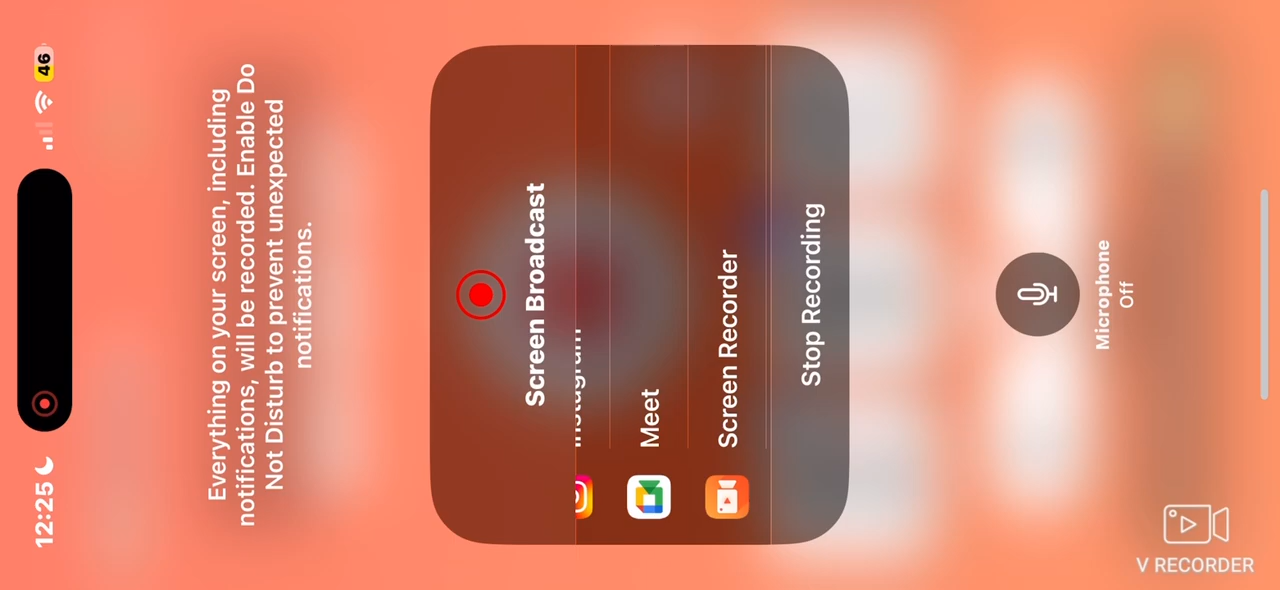 12:25
46
Everything on your screen, including
notifications, will be recorded. Enable Do
Not Disturb to prevent unexpected
notifications.
Screen Broadcast
Instagram
Meet
Screen Recorder
Stop Recording
Microphone
Off
V RECORDER